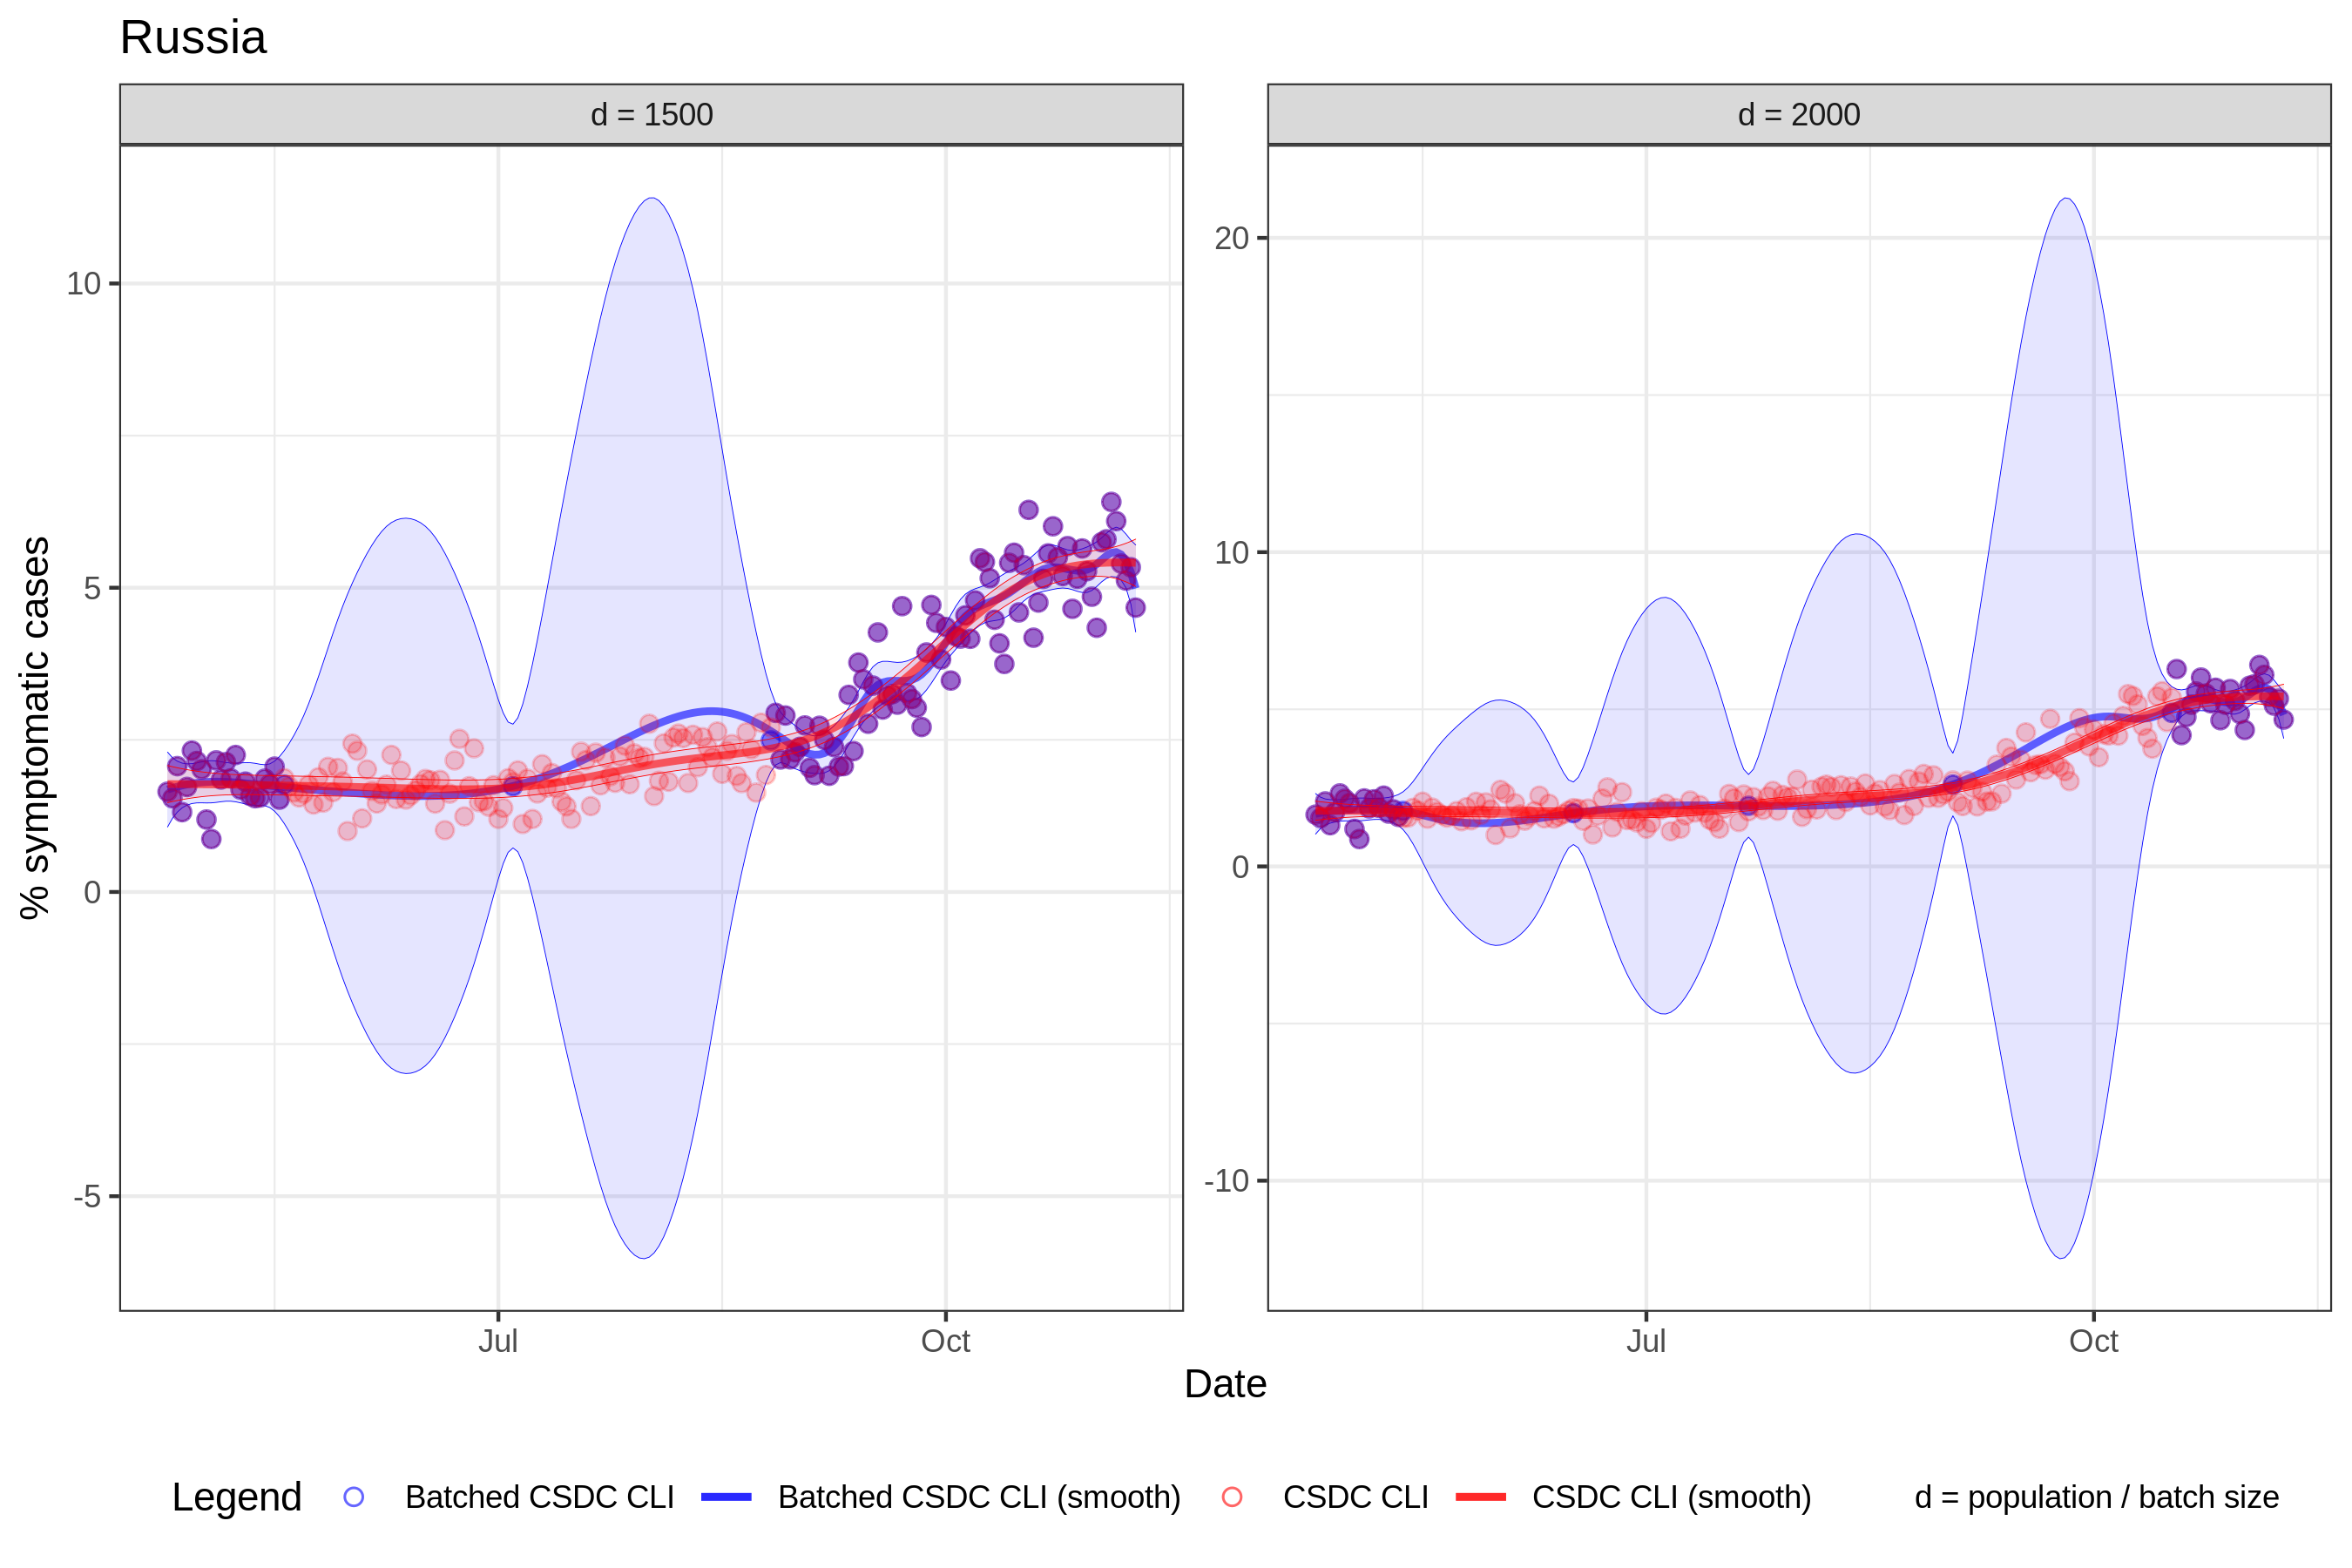 Russia
d = 1500
d = 2000
% symptomatic cases
10
5
0
-5
20
10
0
-10
Jul
Oct
Jul
Oct
Date
Legend
Batched CSDC CLI
Batched CSDC CLI (smooth)
CSDC CLI
CSDC CLI (smooth)
d = population / batch size